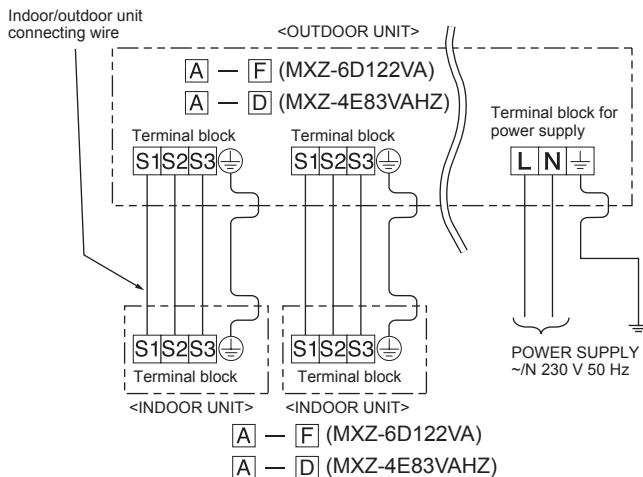 Indoor/outdoor unit
connecting wire
<OUTDOOR UNIT>
A — F (MXZ-6D122VA)
A — D (MXZ-4E83VAHZ)
Terminal block
S1 S2 S3
Terminal block
S1 S2 S3
Terminal block for
power supply
L N
S1 S2 S3
Terminal block
<INDOOR UNIT>
S1 S2 S3
Terminal block
<INDOOR UNIT>
POWER SUPPLY
~/N 230 V 50 Hz
A — F (MXZ-6D122VA)
A — D (MXZ-4E83VAHZ)